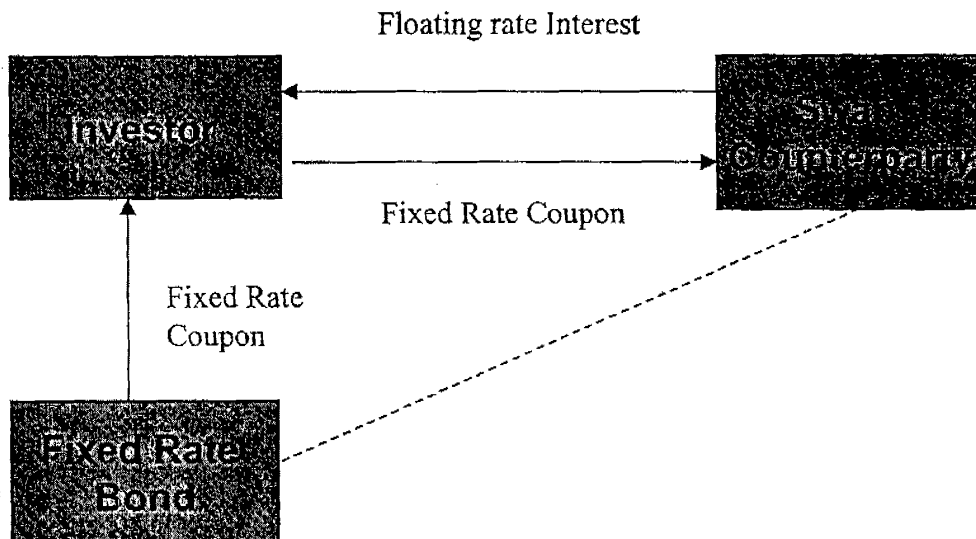 Floating rate Interest
Investor
Counterparty
Fixed Rate Coupon
Fixed Rate
Coupon
Fixed Rate
Bond